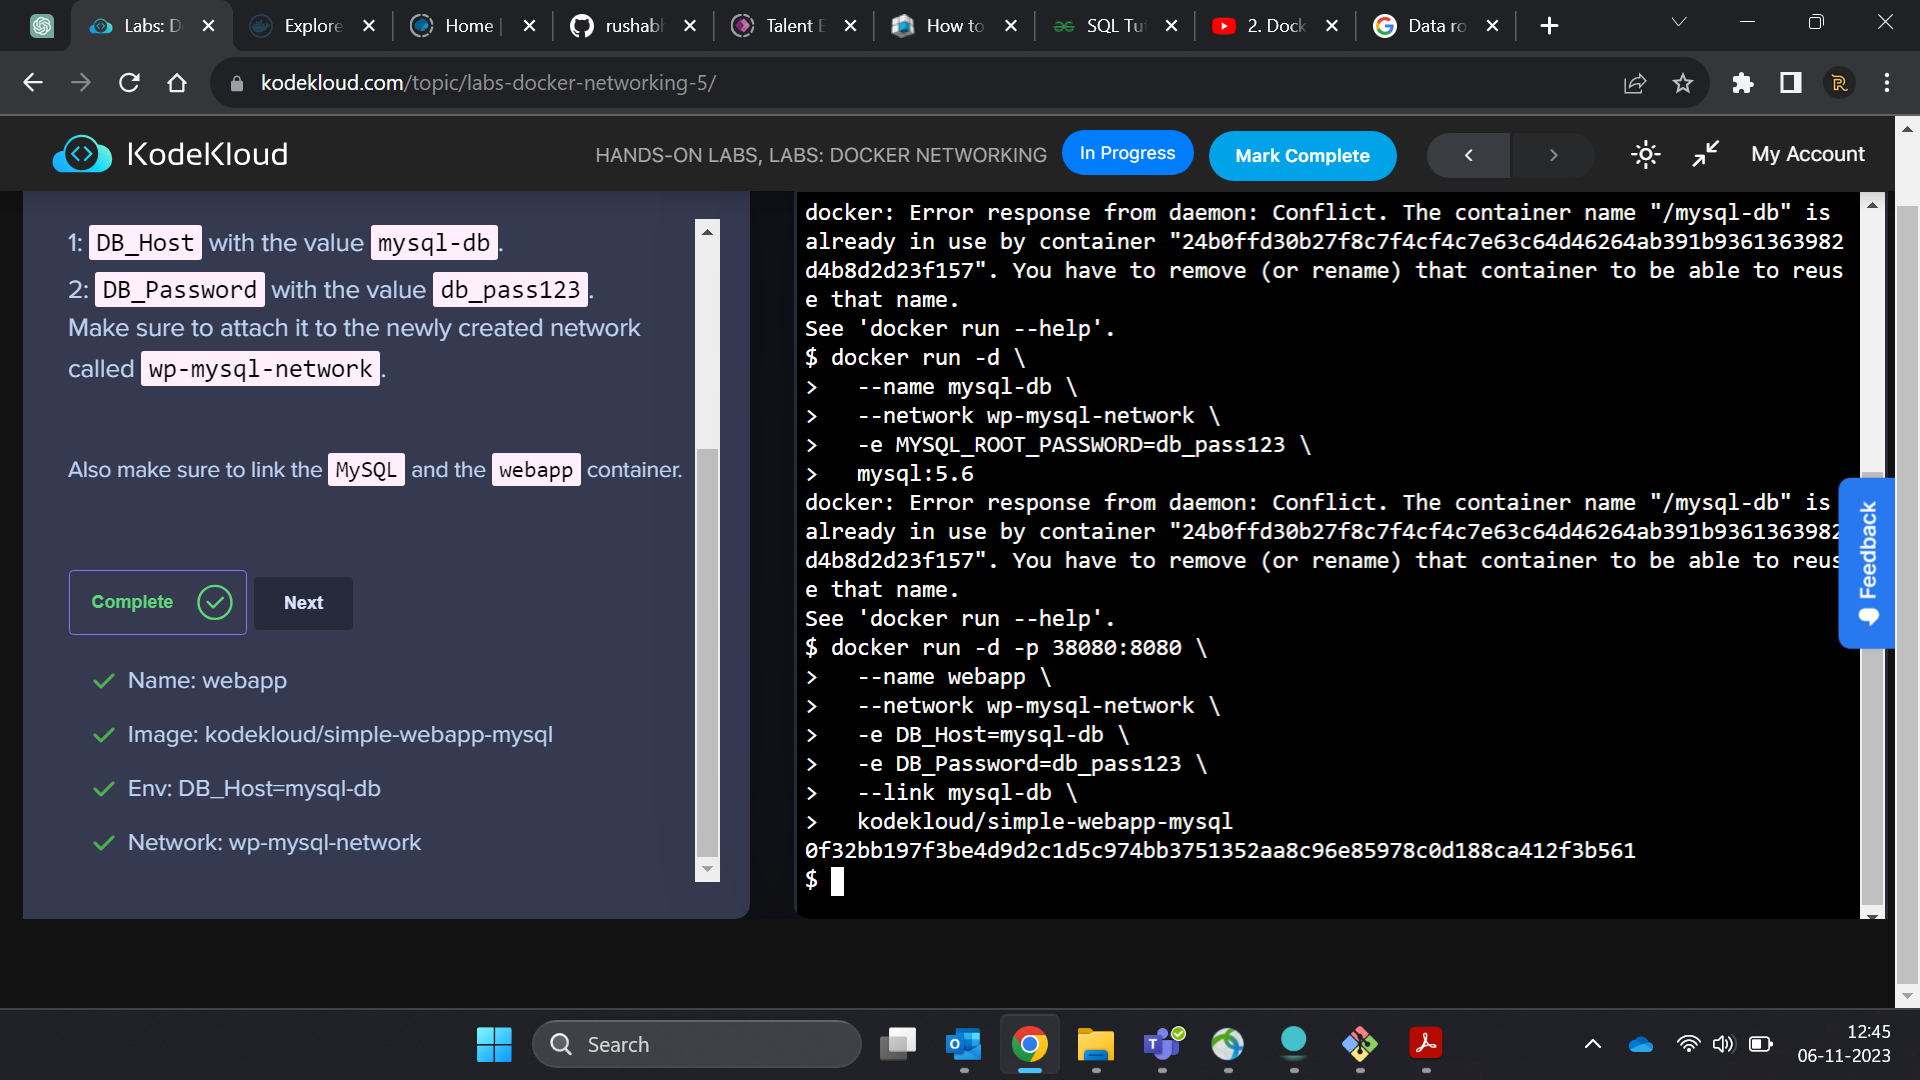 Labs: D
Explore
Home |
rushabh
Talent E
How to
SQL Tut
2. Dock
Data ro
kodekloud.com/topic/labs-docker-networking-5/
KodeKloud
HANDS-ON LABS, LABS: DOCKER NETWORKING
In Progress
Mark Complete
My Account
1: DB_Host with the value mysql-db.
2: DB_Password with the value db_pass123.
Make sure to attach it to the newly created network
called wp-mysql-network.
Also make sure to link the MySQL and the webapp container.
Complete
Next
Name: webapp
Image: kodekloud/simple-webapp-mysql
Env: DB_Host=mysql-db
Network: wp-mysql-network
docker: Error response from daemon: Conflict. The container name "/mysql-db" is
already in use by container "24b0ffd30b27f8c7f4cf4c7e63c64d46264ab391b9361363982
d4b8d2d23f157". You have to remove (or rename) that container to be able to reus
e that name.
See 'docker run --help'.
$ docker run -d \
>   --name mysql-db \
>   --network wp-mysql-network \
>   -e MYSQL_ROOT_PASSWORD=db_pass123 \
>   mysql:5.6
docker: Error response from daemon: Conflict. The container name "/mysql-db" is
already in use by container "24b0ffd30b27f8c7f4cf4c7e63c64d46264ab391b9361363982
d4b8d2d23f157". You have to remove (or rename) that container to be able to reus
e that name.
See 'docker run --help'.
$ docker run -d -p 38080:8080 \
>   --name webapp \
>   --network wp-mysql-network \
>   -e DB_Host=mysql-db \
>   -e DB_Password=db_pass123 \
>   --link mysql-db \
>   kodekloud/simple-webapp-mysql
0f32bb197f3be4d9d2c1d5c974bb3751352aa8c96e85978c0d188ca412f3b561
$
Feedback
Search
12:45
06-11-2023